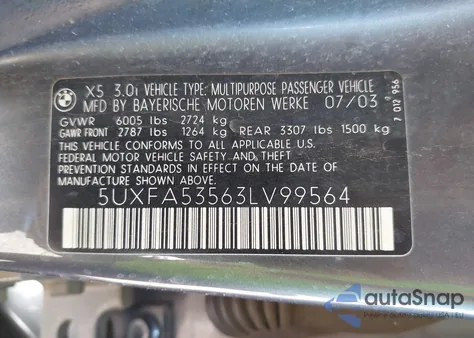 X5 3.0i VEHICLE TYPE: MULTIPURPOSE PASSENGER VEHICLE
MFD BY BAYERISCHE MOTOREN WERKE 07/03
GVWR 6005 lbs 2724 kg
GAWR FRONT 2787 lbs 1264 kg REAR 3307 lbs 1500 kg
THIS VEHICLE CONFORMS TO ALL APPLICABLE U.S.
FEDERAL MOTOR VEHICLE SAFETY BUMPER AND THEFT
PREVENTION STANDARDS IN EFFECT ON THE DATE OF
MANUFACTURE SHOWN ABOVE.
5UXFA53563LV99564
7 012 956
autoSnap